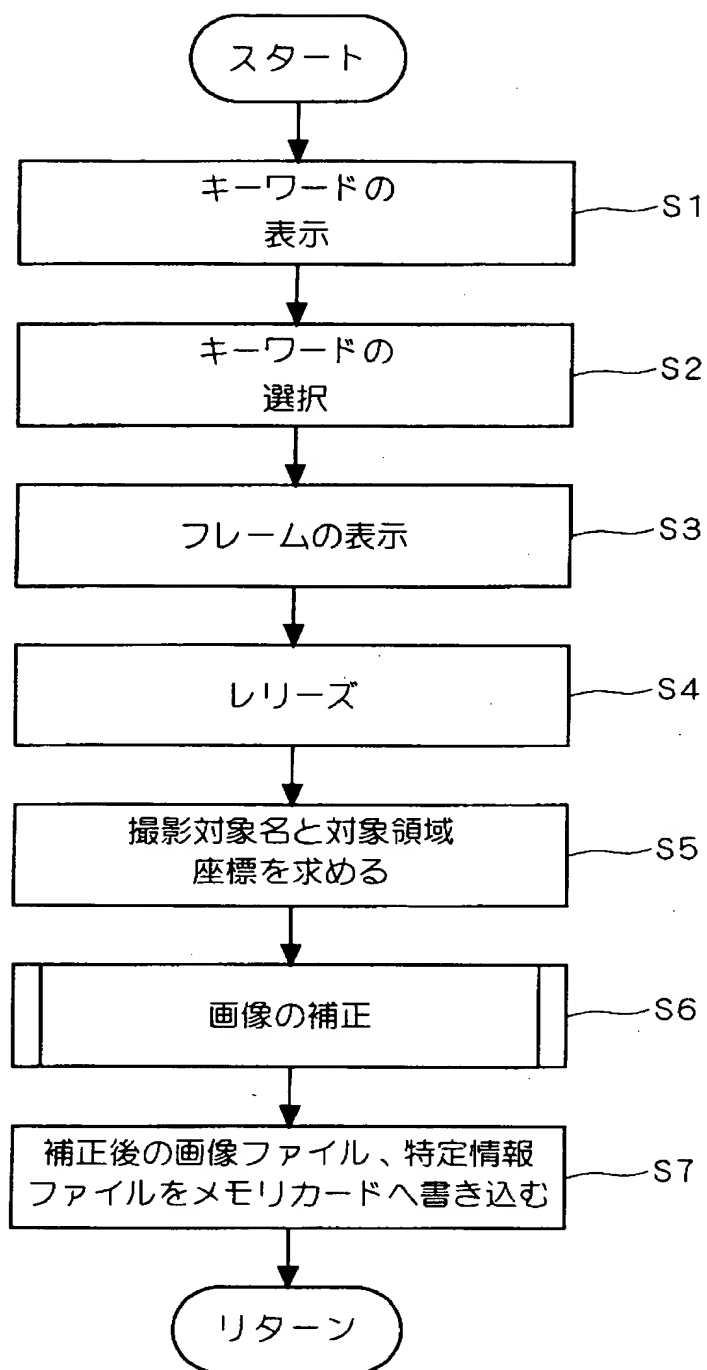 スタート
キーワードの
表示
S1
キーワードの
選択
S2
フレームの表示
S3
レリーズ
S4
撮影対象名と対象領域
座標を求める
S5
画像の補正
S6
補正後の画像ファイル、特定情報
ファイルをメモリカードへ書き込む
S7
リターン